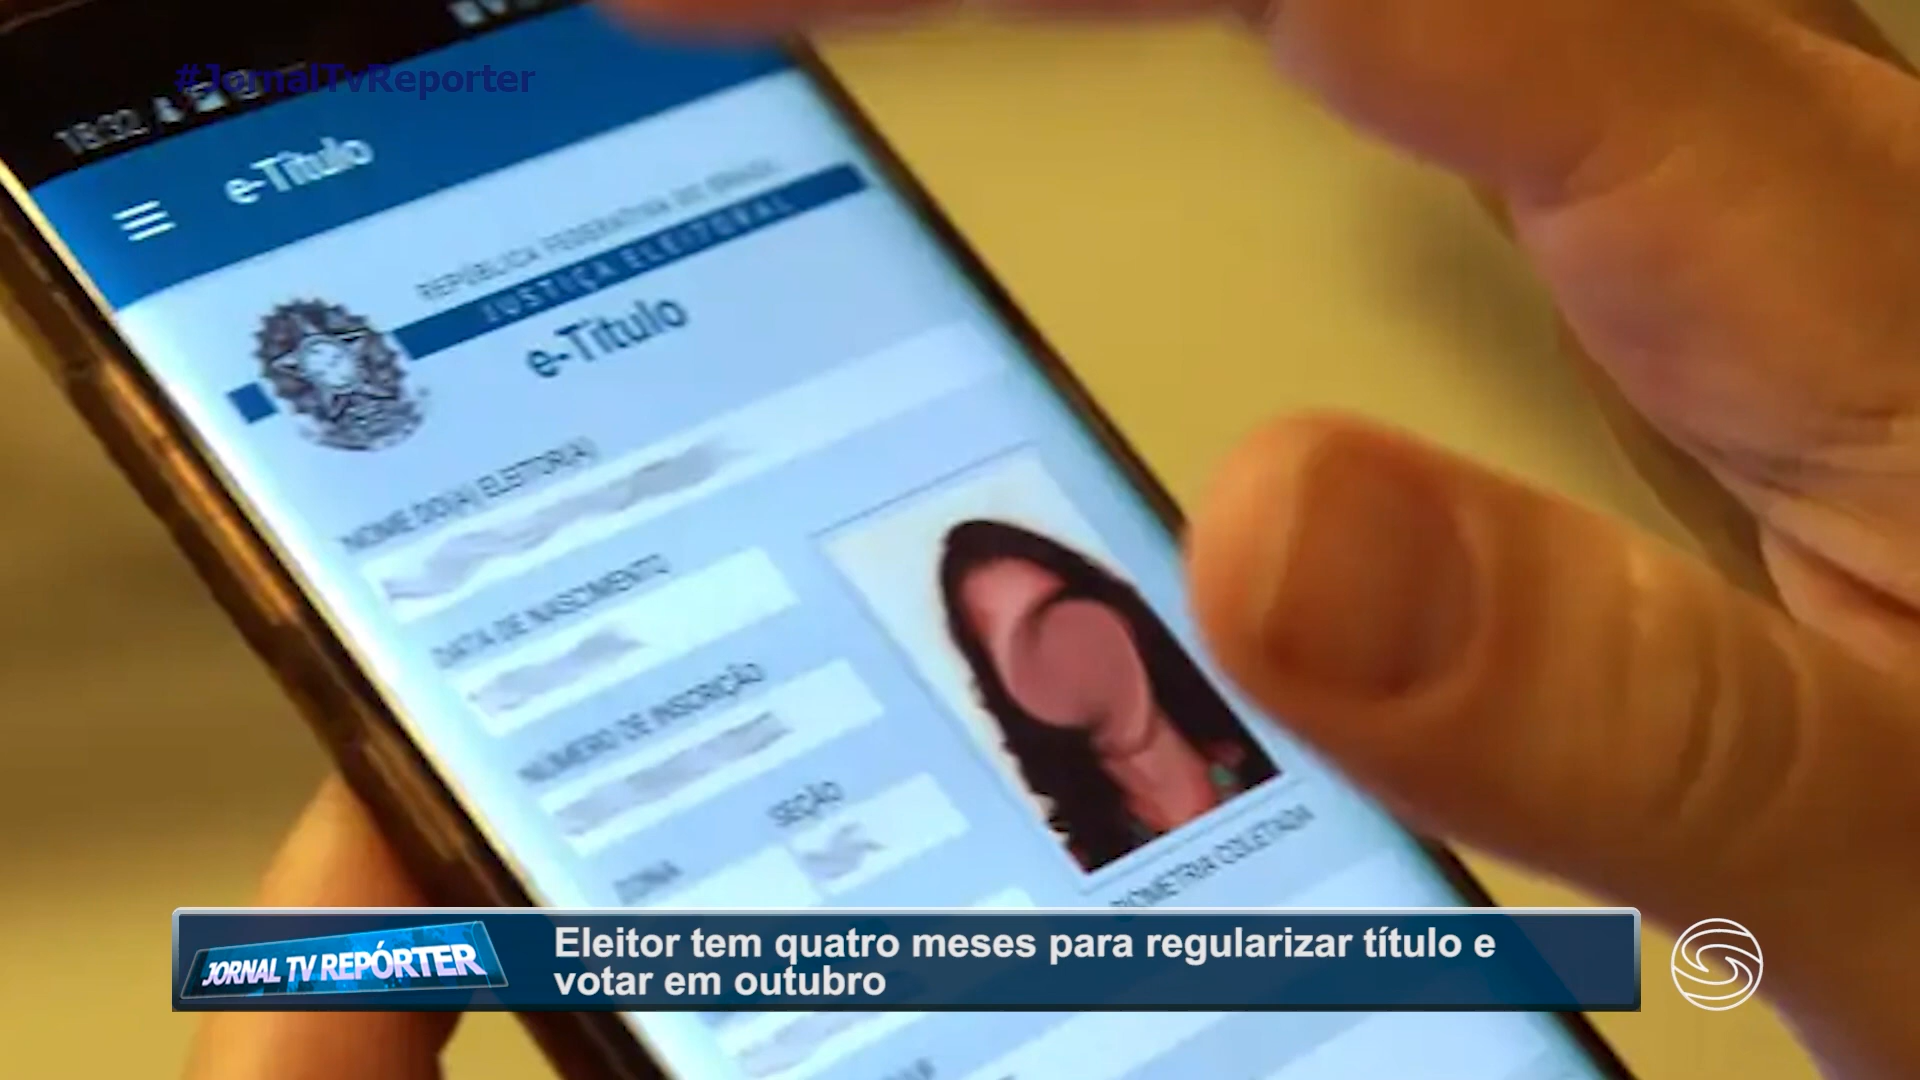 #JornalTvReporter
18:32
e-Título
REPÚBLICA FEDERATIVA DO BRASIL
JUSTIÇA ELEITORAL
e-Título
NOME DO(A) ELEITOR(A)
DATA DE NASCIMENTO
NÚMERO DE INSCRIÇÃO
SEÇÃO
ZONA
BIOMETRIA COLETADA
JORNAL TV REPÓRTER
Eleitor tem quatro meses para regularizar título e
votar em outubro